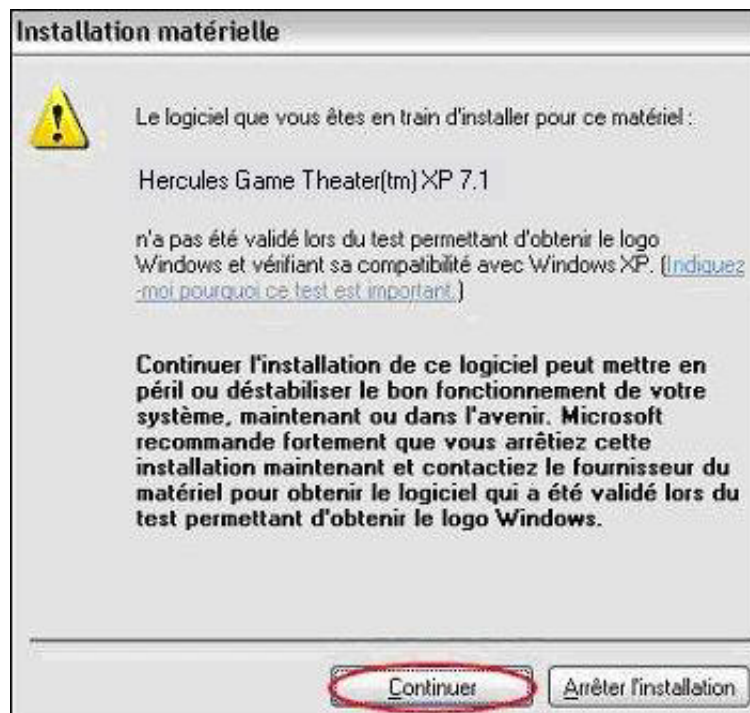 Installation matérielle
Le logiciel que vous êtes en train d'installer pour ce matériel :
Hercules Game Theater(tm) XP 7.1
n'a pas été validé lors du test permettant d'obtenir le logo
Windows et vérifiant sa compatibilité avec Windows XP. (Indiquez
-moi pourquoi ce test est important.)
Continuer l'installation de ce logiciel peut mettre en
péril ou déstabiliser le bon fonctionnement de votre
système, maintenant ou dans l'avenir. Microsoft
recommande fortement que vous arrêtiez cette
installation maintenant et contactiez le fournisseur du
matériel pour obtenir le logiciel qui a été validé lors du
test permettant d'obtenir le logo Windows.
Continuer
Arrêter l'installation